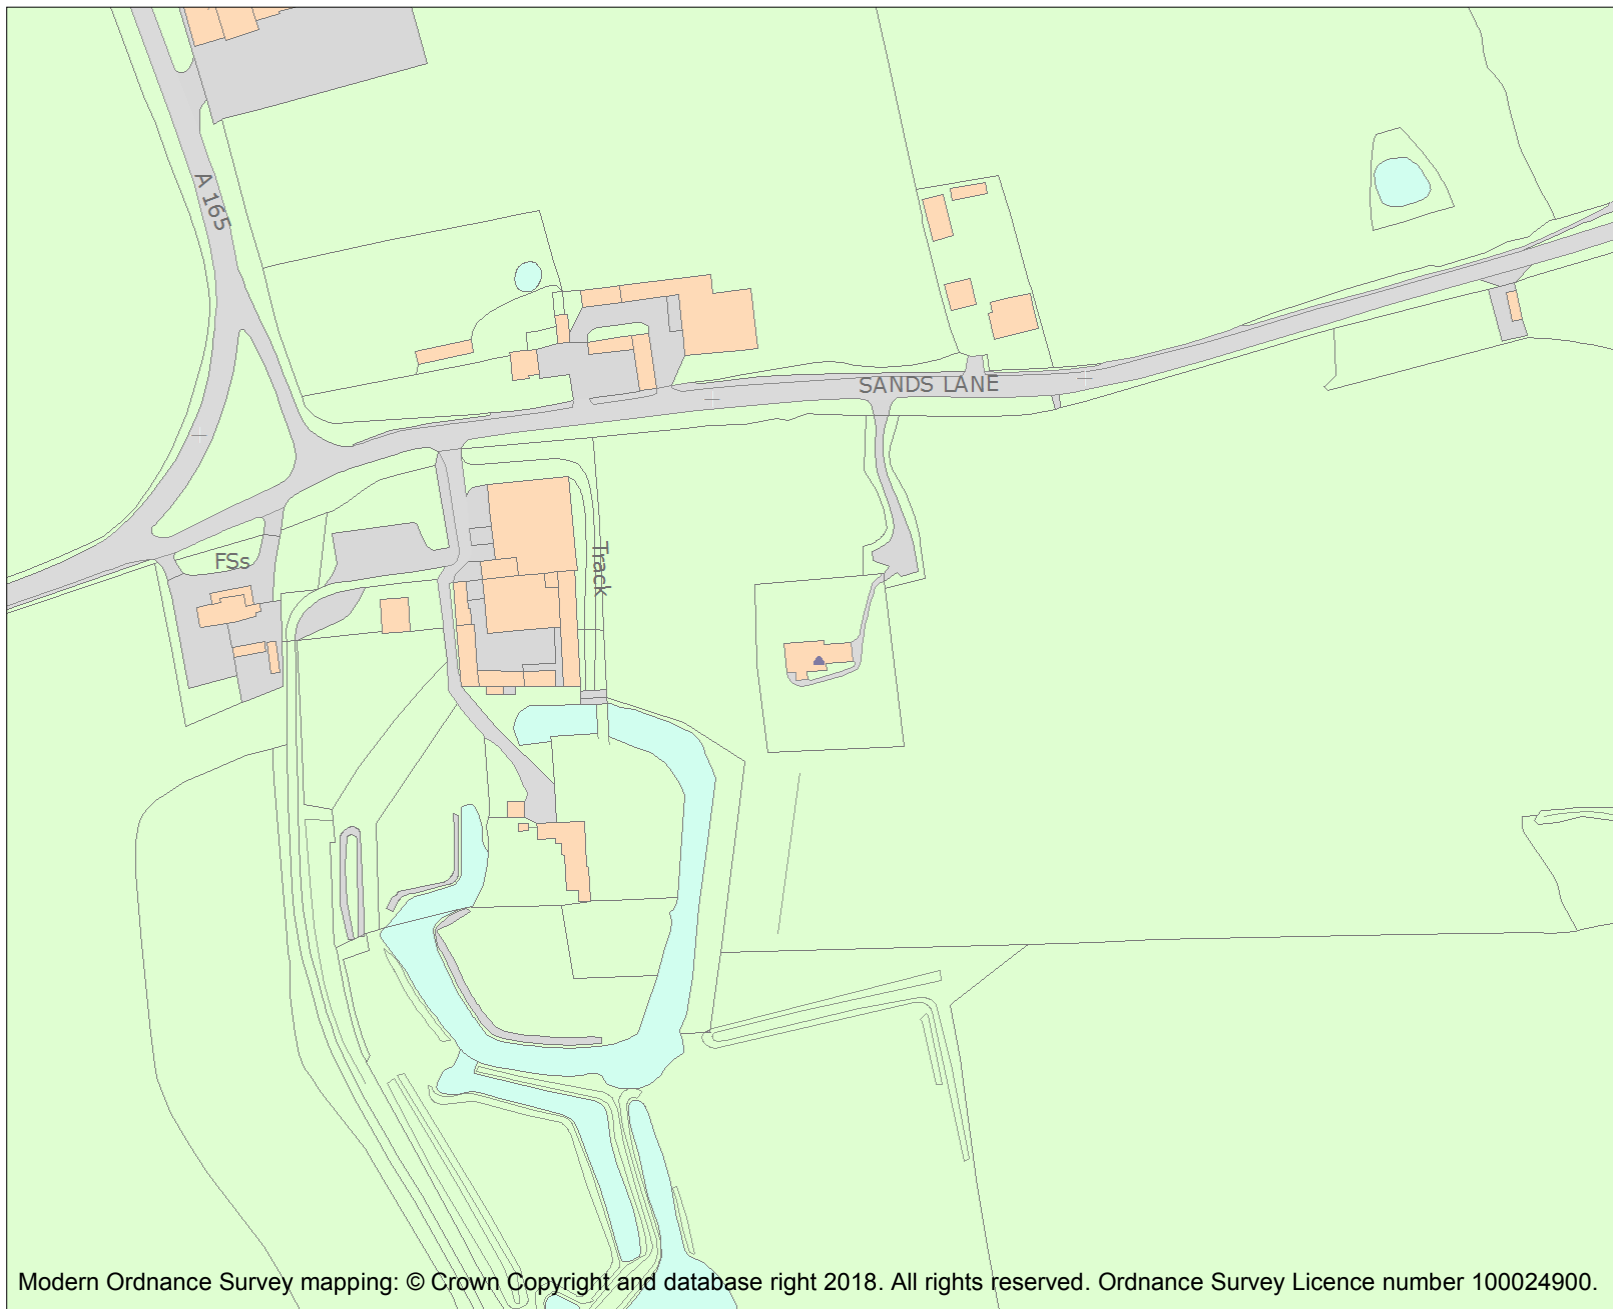 A 165
SANDS LANE
FSs
Track
Modern Ordnance Survey mapping: © Crown Copyright and database right 2018. All rights reserved. Ordnance Survey Licence number 100024900.